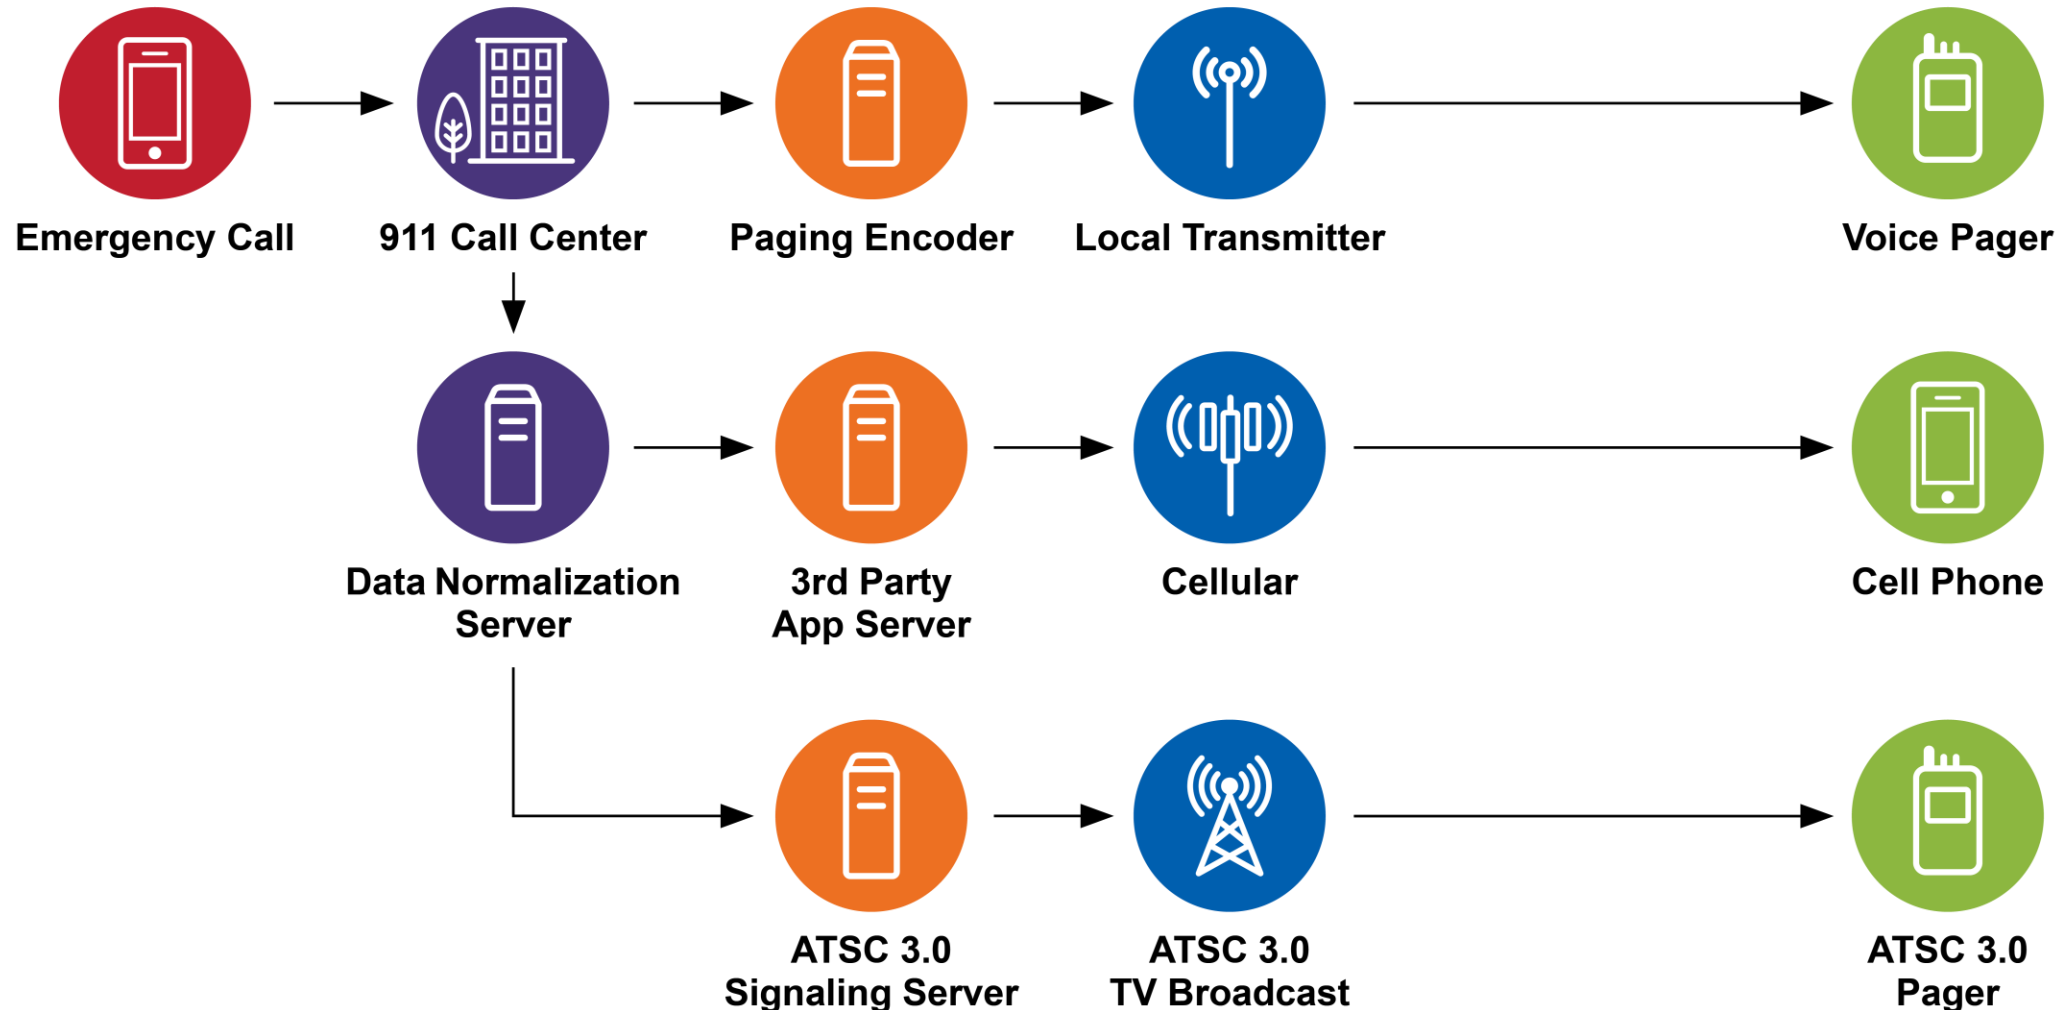 Emergency Call
911 Call Center
Paging Encoder
Local Transmitter
Voice Pager
Data Normalization
Server
3rd Party
App Server
Cellular
Cell Phone
ATSC 3.0
Signaling Server
ATSC 3.0
TV Broadcast
ATSC 3.0
Pager